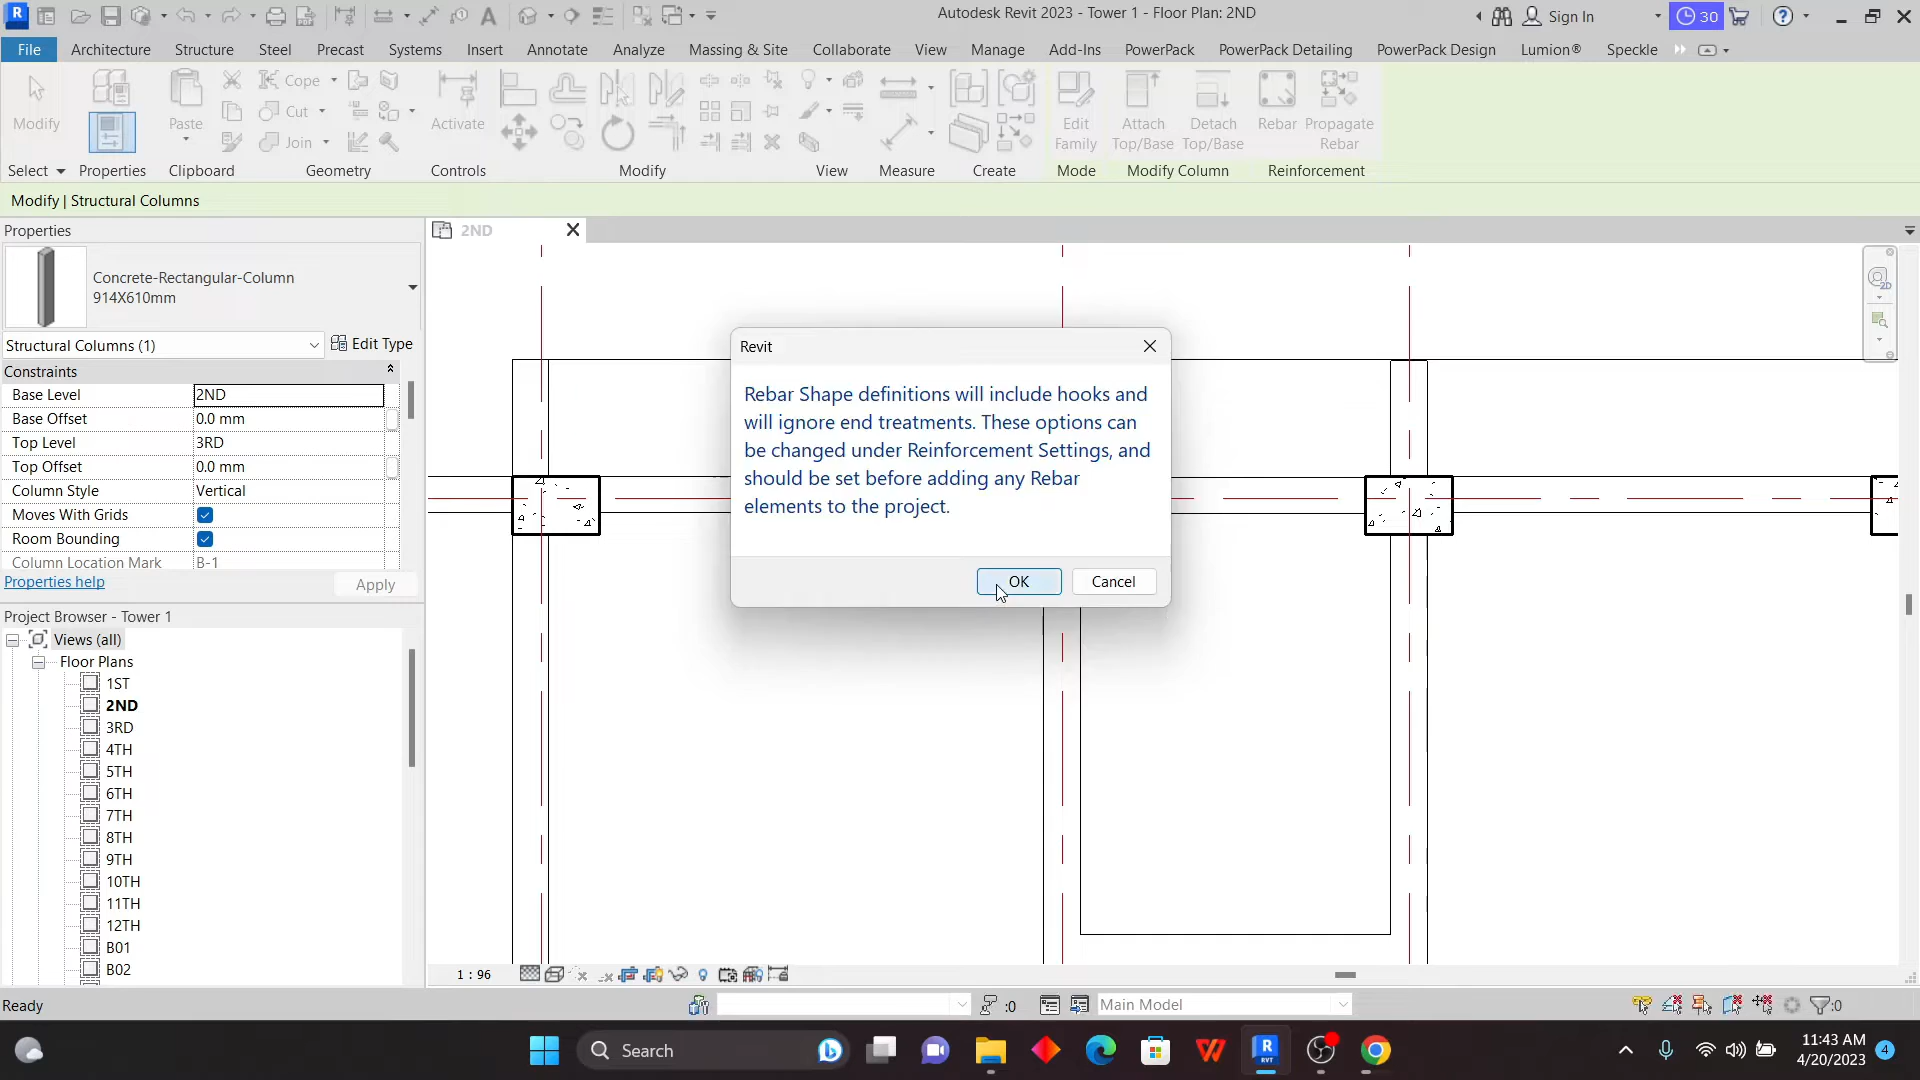 Autodesk Revit 2023 - Tower 1 - Floor Plan: 2ND
Sign In
30
File Architecture Structure Steel Precast Systems Insert Annotate Analyze Massing & Site Collaborate View Manage Add-Ins PowerPack PowerPack Detailing PowerPack Design Lumion® Speckle
Modify
Paste
Cope
Cut
Join
Activate
Edit Family
Attach Top/Base
Detach Top/Base
Rebar
Propagate Rebar
Select Properties Clipboard Geometry Controls Modify View Measure Create Mode Modify Column Reinforcement
Modify | Structural Columns
Properties
2ND
Concrete-Rectangular-Column
914X610mm
Structural Columns (1) Edit Type
Constraints
Base Level 2ND
Base Offset 0.0 mm
Top Level 3RD
Top Offset 0.0 mm
Column Style Vertical
Moves With Grids
Room Bounding
Column Location Mark B-1
Properties help Apply
Project Browser - Tower 1
Views (all)
Floor Plans
1ST
2ND
3RD
4TH
5TH
6TH
7TH
8TH
9TH
10TH
11TH
12TH
B01
B02
Revit
Rebar Shape definitions will include hooks and
will ignore end treatments. These options can
be changed under Reinforcement Settings, and
should be set before adding any Rebar
elements to the project.
OK Cancel
2D
1 : 96
Ready
:0
Main Model
:0
Search
11:43 AM
4/20/2023
4